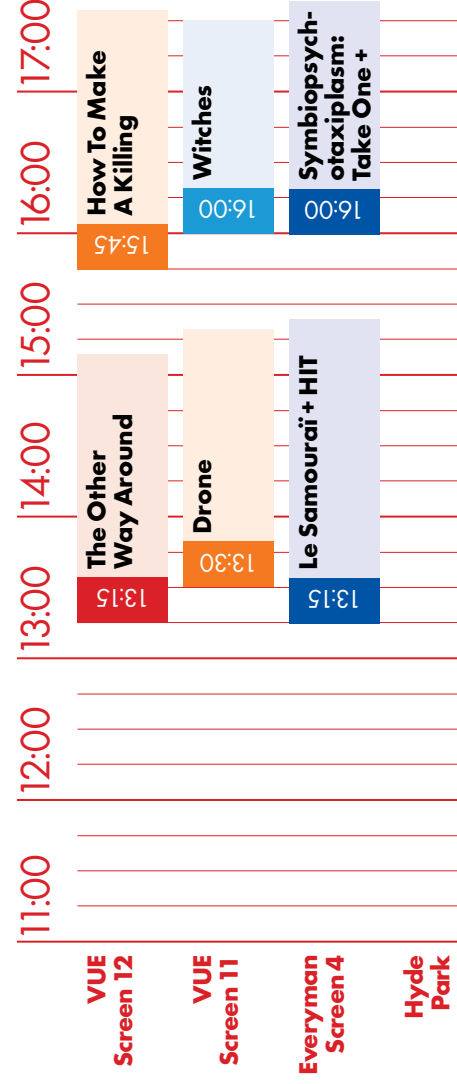 11:00
12:00
13:00
14:00
15:00
16:00
17:00
VUE
Screen 12
13:15
The Other
Way Around
15:45
How To Make
A Killing
VUE
Screen 11
13:30
Drone
16:00
Witches
Everyman
Screen 4
13:15
Le Samouraï + HIT
16:00
Symbiopsych-
otaxiplasm:
Take One +
Hyde
Park